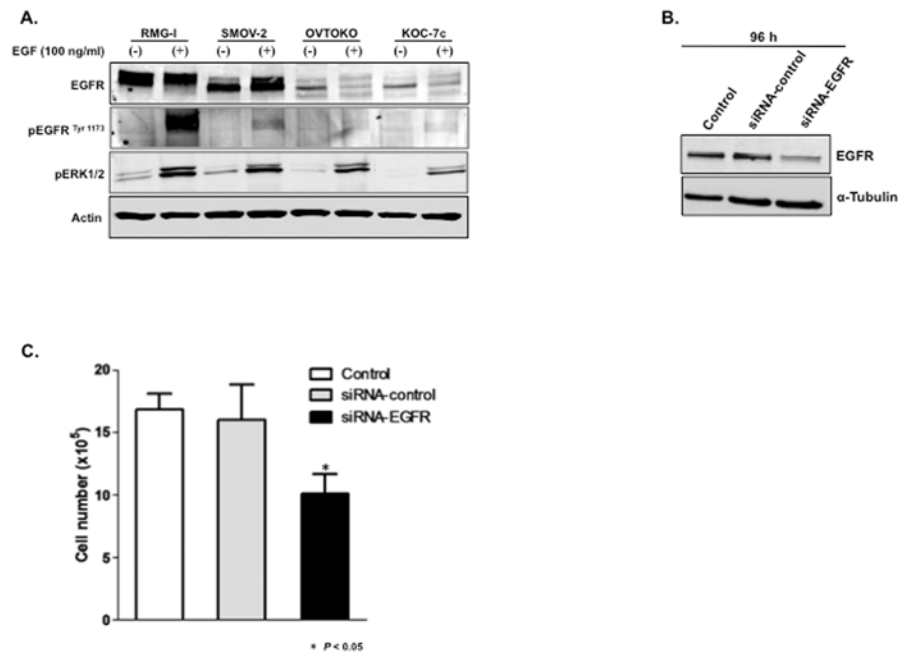 A.
RMG-I SMOV-2 OVTOKO KOC-7c
EGF (100 ng/ml) (-) (+) (-) (+) (-) (+) (-) (+)
EGFR
pEGFR Tyr 1173
pERK1/2
Actin
B.
96 h
Control siRNA-control siRNA-EGFR
EGFR
α-Tubulin
C.
Control
siRNA-control
siRNA-EGFR
Cell number (x10⁵)
20
15
10
5
0
*
* P < 0.05